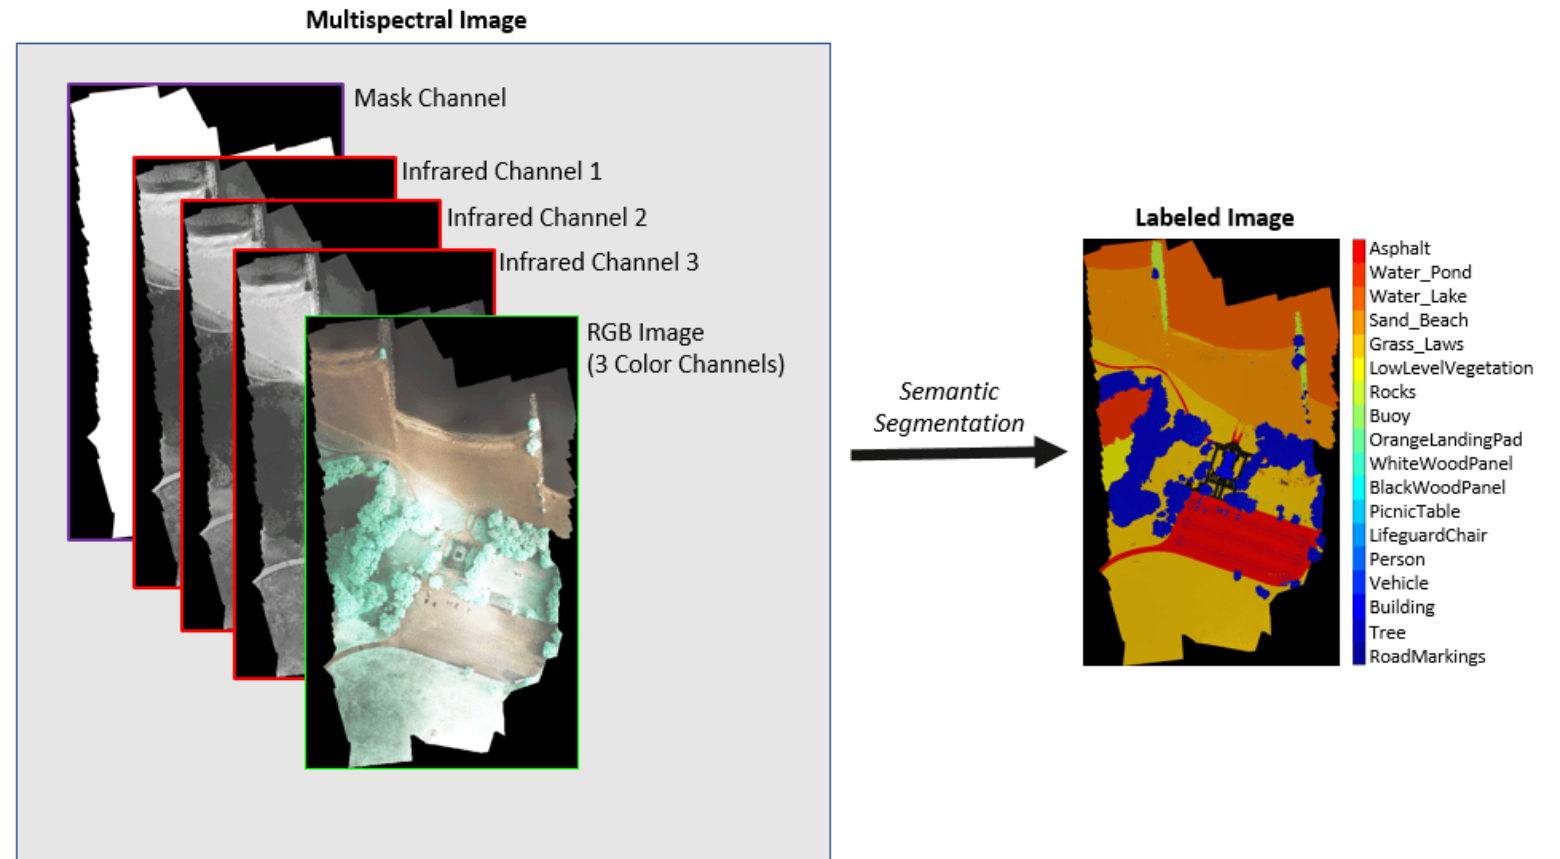 Multispectral Image
Mask Channel
Infrared Channel 1
Infrared Channel 2
Infrared Channel 3
RGB Image
(3 Color Channels)
Semantic
Segmentation
Labeled Image
Asphalt
Water_Pond
Water_Lake
Sand_Beach
Grass_Laws
LowLevelVegetation
Rocks
Buoy
OrangeLandingPad
WhiteWoodPanel
BlackWoodPanel
PicnicTable
LifeguardChair
Person
Vehicle
Building
Tree
RoadMarkings